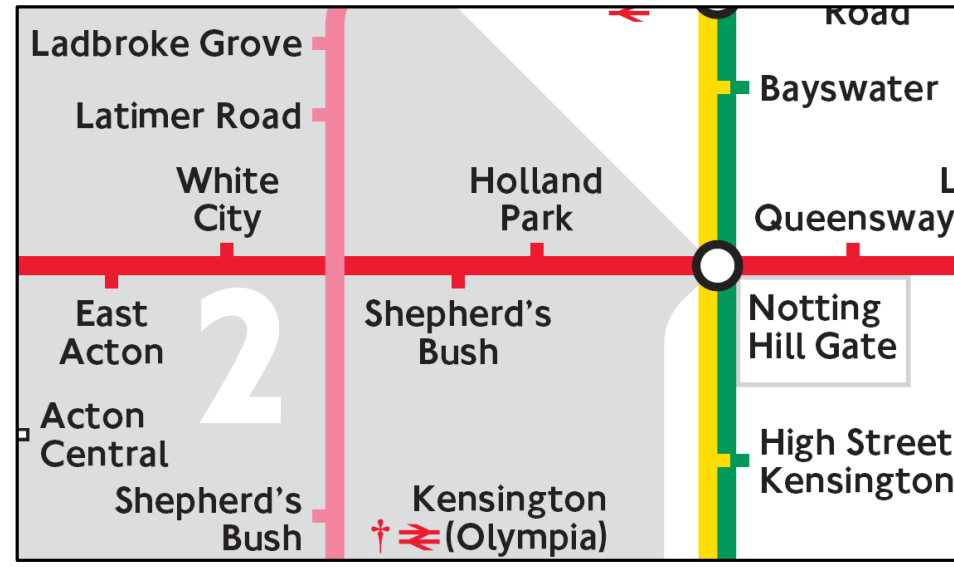 Road
Ladbroke Grove
Bayswater
Latimer Road
White
City
Holland
Park
L
Queensway
East
Acton
2
Shepherd's
Bush
Notting
Hill Gate
Acton
Central
High Street
Kensington
Shepherd's
Bush
Kensington
† (Olympia)